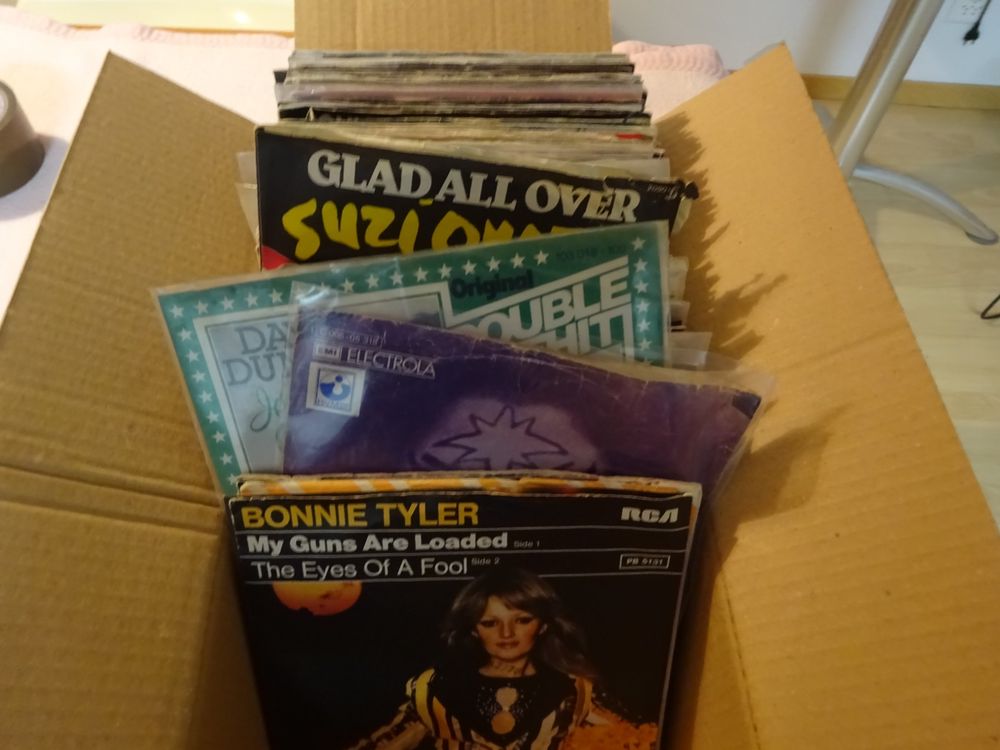 GLAD ALL OVER
SUZI
Original
DOUBLE
HIT!
EMI ELECTROLA
BONNIE TYLER
RCA
My Guns Are Loaded Side 1
The Eyes Of A Fool Side 2
PB 5131